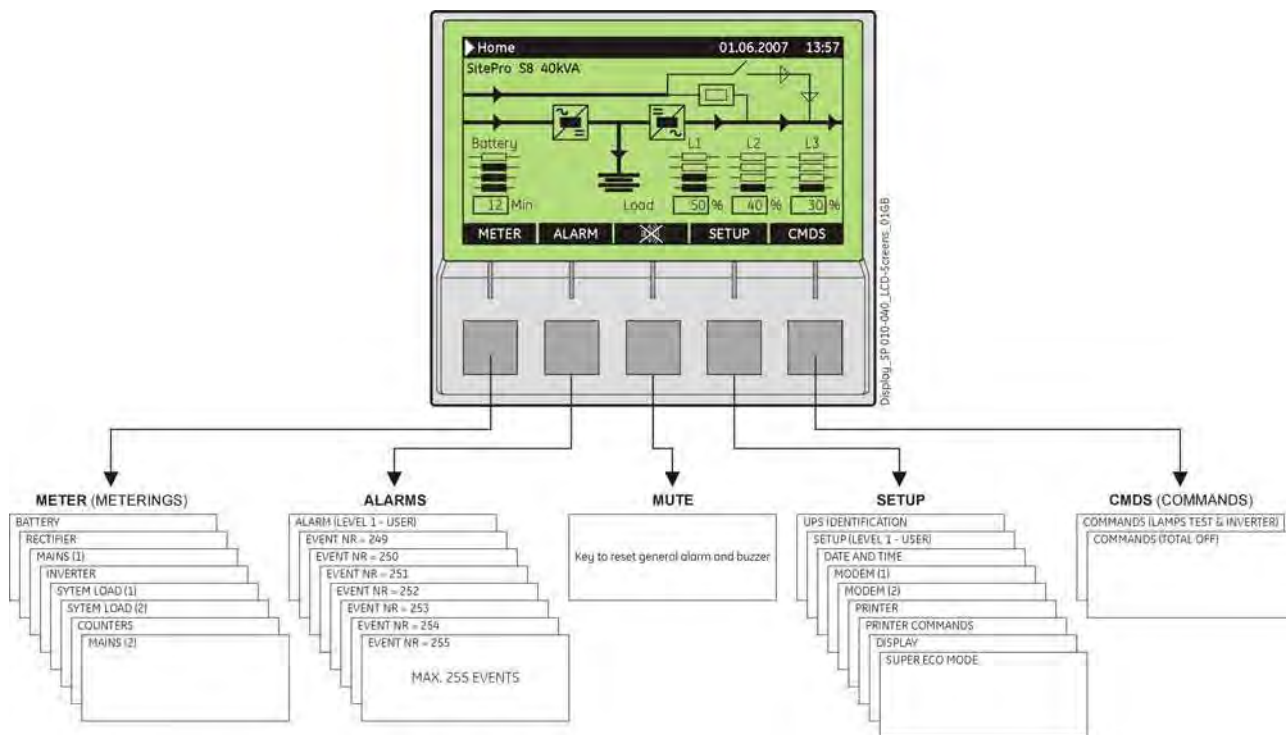 Home 01.06.2007 13:57
SitePro S8 40kVA
Battery L1 L2 L3
12 Min Load 50 % 40 % 30 %
METER ALARM SETUP CMDS
Display_SP 010-040_LCD-Screens_01GB
METER (METERINGS)
BATTERY
RECTIFIER
MAINS (1)
INVERTER
SYTEM LOAD (1)
SYTEM LOAD (2)
COUNTERS
MAINS (2)
ALARMS
ALARM (LEVEL 1 - USER)
EVENT NR = 249
EVENT NR = 250
EVENT NR = 251
EVENT NR = 252
EVENT NR = 253
EVENT NR = 254
EVENT NR = 255
MAX. 255 EVENTS
MUTE
Key to reset general alarm and buzzer
SETUP
UPS IDENTIFICATION
SETUP (LEVEL 1 - USER)
DATE AND TIME
MODEM (1)
MODEM (2)
PRINTER
PRINTER COMMANDS
DISPLAY
SUPER ECO MODE
CMDS (COMMANDS)
COMMANDS (LAMPS TEST & INVERTER)
COMMANDS (TOTAL OFF)